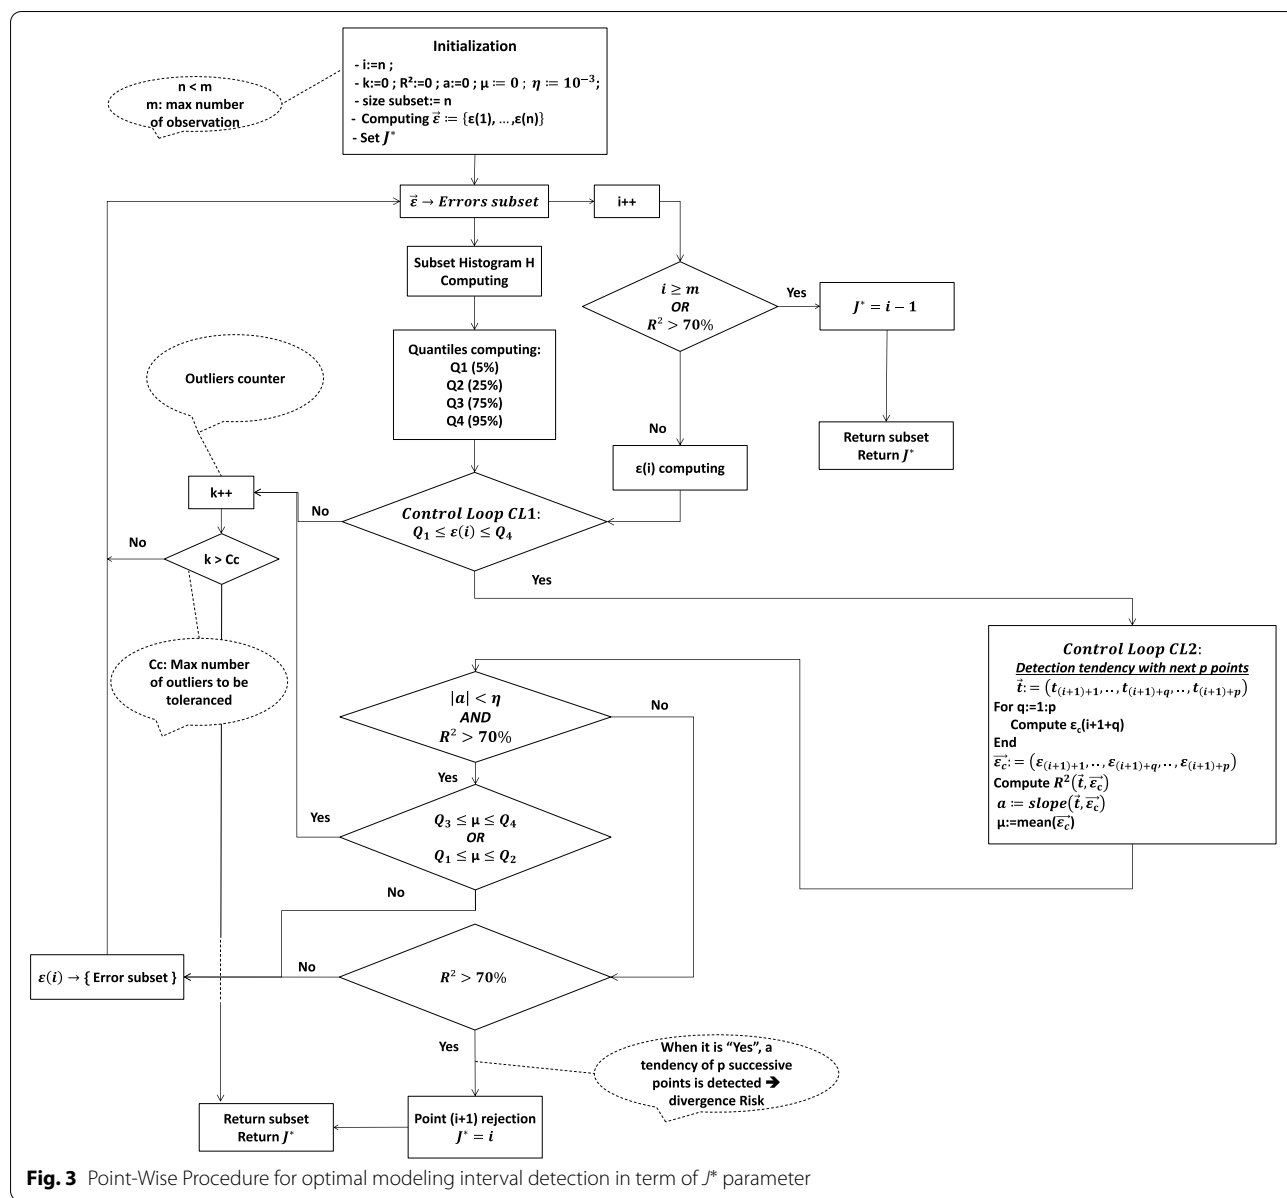 Initialization
- i:=n ;
- k:=0 ; R²:=0 ; a:=0 ; μ := 0 ; η := 10⁻³;
- size subset:= n
- Computing ε⃗ := {ε(1), ...,ε(n)}
- Set J*
n < m
m: max number
of observation
ε⃗ → Errors subset
i++
Subset Histogram H
Computing
i ≥ m
OR
R² > 70%
Yes
J* = i − 1
Quantiles computing:
Q1 (5%)
Q2 (25%)
Q3 (75%)
Q4 (95%)
Outliers counter
No
Return subset
Return J*
ε(i) computing
k++
No
Control Loop CL1:
Q₁ ≤ ε(i) ≤ Q₄
No
k > Cc
Yes
Cc: Max number
of outliers to be
toleranced
Control Loop CL2:
Detection tendency with next p points
t⃗:= (t₍ᵢ₊₁₎₊₁,..,t₍ᵢ₊₁₎₊q,..,t₍ᵢ₊₁₎₊ₚ)
For q:=1:p
Compute ε_c(i+1+q)
End
ε_c⃗:= (ε₍ᵢ₊₁₎₊₁,..,ε₍ᵢ₊₁₎₊q,..,ε₍ᵢ₊₁₎₊ₚ)
Compute R²(t⃗,ε_c⃗)
a := slope(t⃗,ε_c⃗)
μ:=mean(ε_c⃗)
|a| < η
AND
R² > 70%
No
Yes
Yes
Q₃ ≤ μ ≤ Q₄
OR
Q₁ ≤ μ ≤ Q₂
No
ε(i) → { Error subset }
No
R² > 70%
Yes
When it is “Yes”, a
tendency of p successive
points is detected ➔
divergence Risk
Return subset
Return J*
Point (i+1) rejection
J* = i
Fig. 3 Point-Wise Procedure for optimal modeling interval detection in term of J* parameter